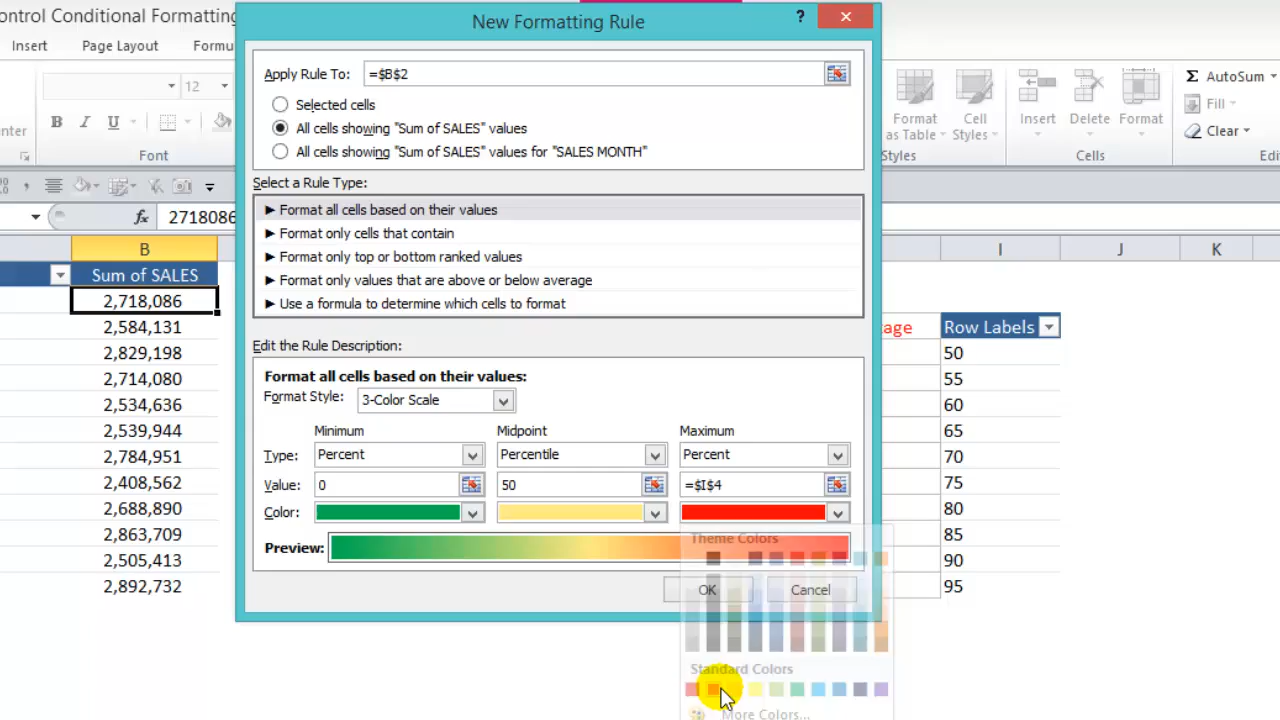 ontrol Conditional Formatting
New Formatting Rule
?
Insert Page Layout Formu
Apply Rule To: =$B$2
Selected cells
All cells showing "Sum of SALES" values
All cells showing "Sum of SALES" values for "SALES MONTH"
12
B I U
enter
Font
Format as Table
Cell Styles
Insert
Delete
Format
Σ AutoSum
Fill
Clear
Styles
Cells
Edi
Select a Rule Type:
► Format all cells based on their values
► Format only cells that contain
► Format only top or bottom ranked values
► Format only values that are above or below average
► Use a formula to determine which cells to format
fx 2718086
B I J K
Sum of SALES
2,718,086
2,584,131
2,829,198
2,714,080
2,534,636
2,539,944
2,784,951
2,408,562
2,688,890
2,863,709
2,505,413
2,892,732
Edit the Rule Description:
Format all cells based on their values:
Format Style: 3-Color Scale
Minimum Midpoint Maximum
Type: Percent Percentile Percent
Value: 0 50 =$I$4
Color:
Preview:
Theme Colors
OK Cancel
Standard Colors
More Colors...
age
Row Labels
50
55
60
65
70
75
80
85
90
95